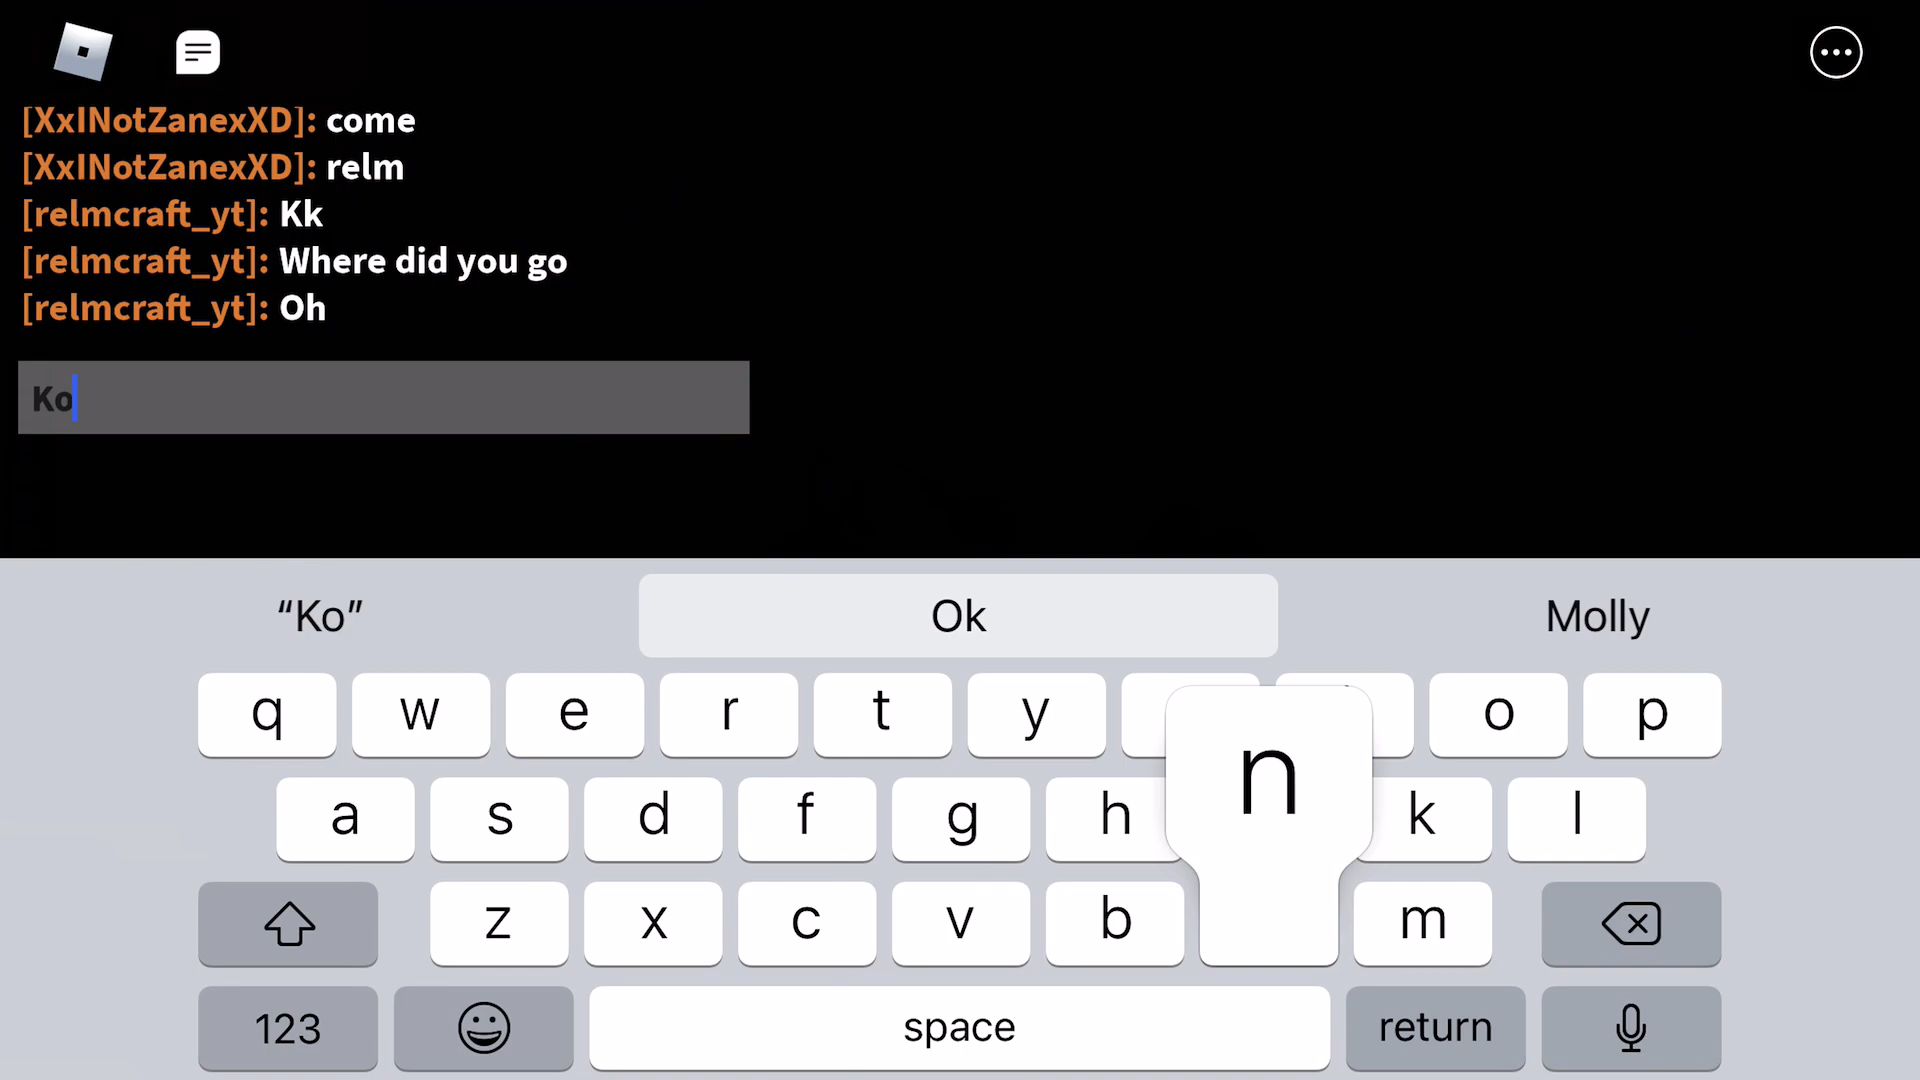 [XxINotZanexXD]: come
[XxINotZanexXD]: relm
[relmcraft_yt]: Kk
[relmcraft_yt]: Where did you go
[relmcraft_yt]: Oh
Ko
“Ko” Ok Molly
q w e r t y o p
a s d f g h k l
z x c v b n m
123 space return